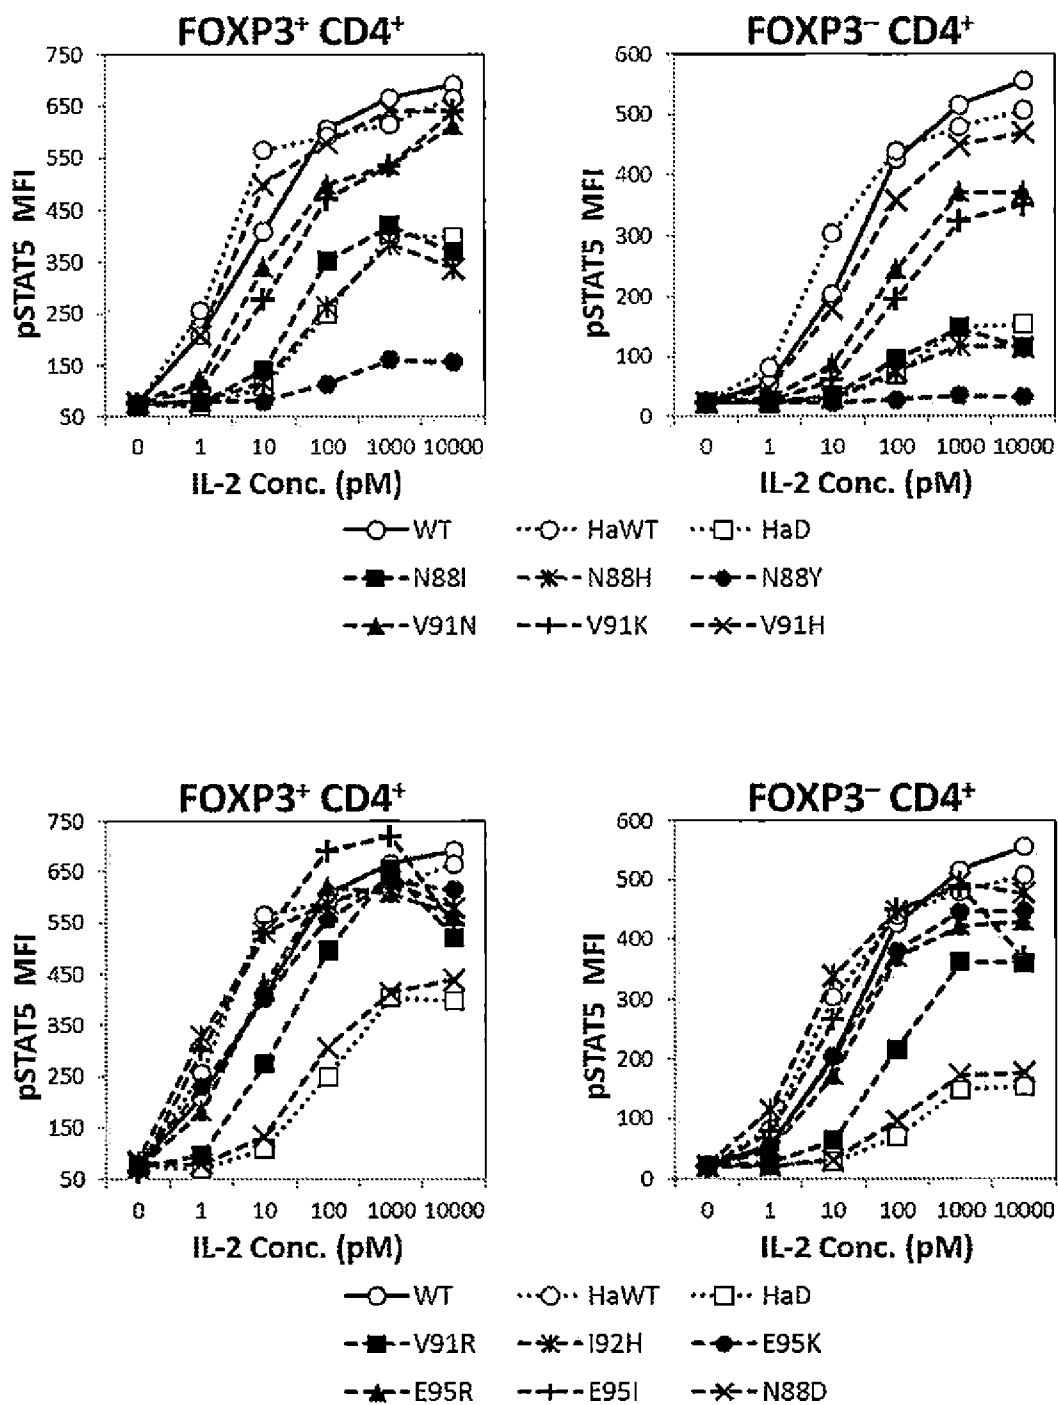 FOXP3⁺ CD4⁺
FOXP3⁻ CD4⁺
pSTAT5 MFI
750
650
550
450
350
250
150
50
0 1 10 100 1000 10000
IL-2 Conc. (pM)
pSTAT5 MFI
600
500
400
300
200
100
0
0 1 10 100 1000 10000
IL-2 Conc. (pM)
WT HaWT HaD
N88I N88H N88Y
V91N V91K V91H
FOXP3⁺ CD4⁺
FOXP3⁻ CD4⁺
pSTAT5 MFI
750
650
550
450
350
250
150
50
0 1 10 100 1000 10000
IL-2 Conc. (pM)
pSTAT5 MFI
600
500
400
300
200
100
0
0 1 10 100 1000 10000
IL-2 Conc. (pM)
WT HaWT HaD
V91R I92H E95K
E95R E95I N88D